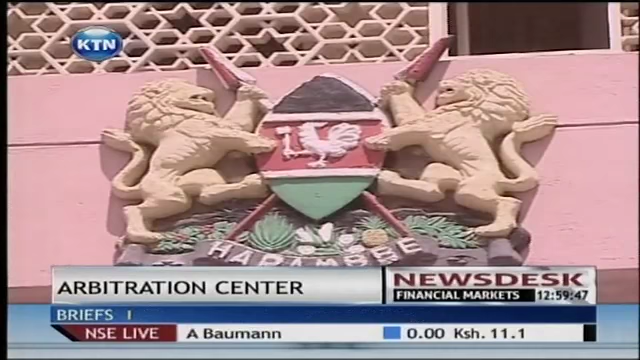 KTN
HARAMBEE
ARBITRATION CENTER
NEWSDESK
FINANCIAL MARKETS 12:59:47
BRIEFS
NSE LIVE A Baumann 0.00 Ksh. 11.1